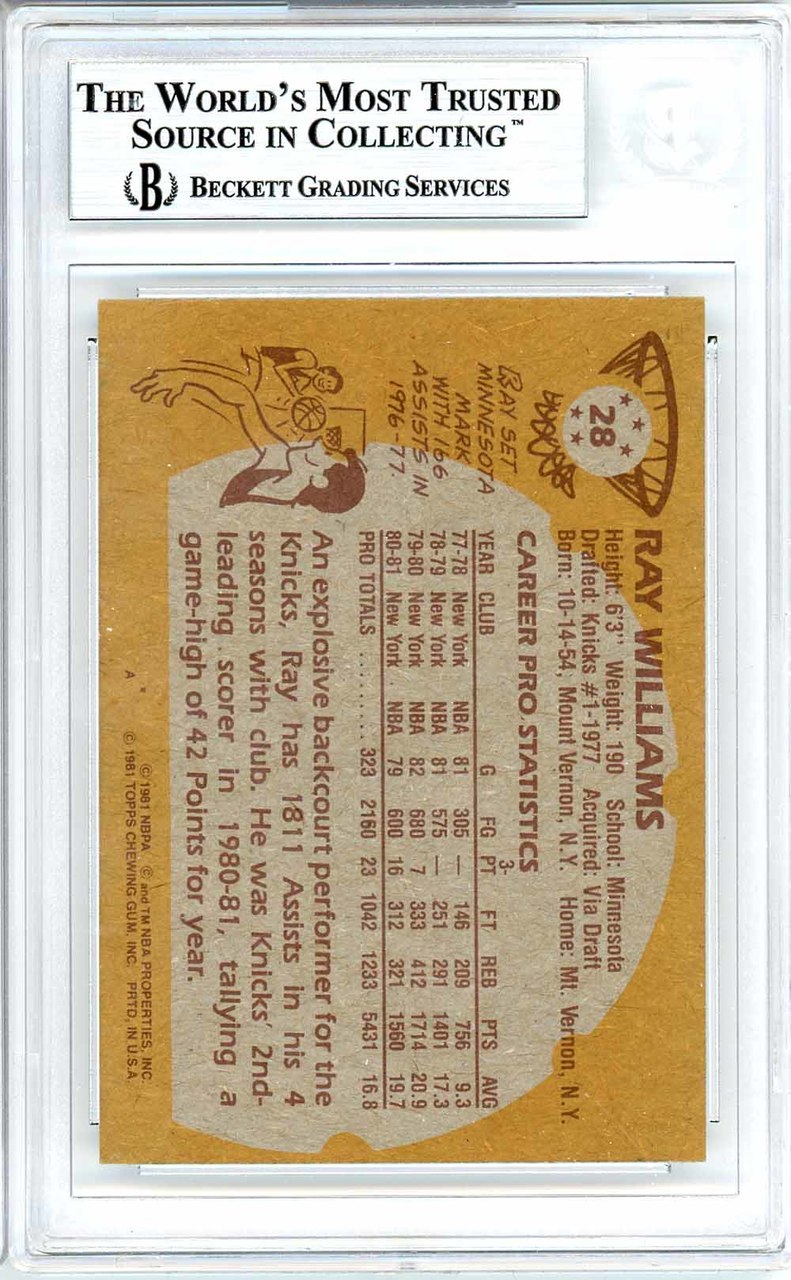 THE WORLD'S MOST TRUSTED
SOURCE IN COLLECTING™
B BECKETT GRADING SERVICES
28
RAY WILLIAMS
Height: 6'3" Weight: 190 School: Minnesota
Drafted: Knicks #1-1977 Acquired: Via Draft
Born: 10-14-54, Mount Vernon, N.Y. Home: Mt. Vernon, N.Y.
RAY SET
MINNESOTA
MARK
WITH 166
ASSISTS IN
1976-77.
CAREER PRO STATISTICS
YEAR CLUB G FG 3-PT FT REB PTS AVG
77-78 New York NBA 81 305 — 146 209 756 9.3
78-79 New York NBA 81 575 — 251 291 1401 17.3
79-80 New York NBA 82 680 7 333 412 1714 20.9
80-81 New York NBA 79 600 16 312 321 1560 19.7
PRO TOTALS .......... 323 2160 23 1042 1233 5431 16.8
An explosive backcourt performer for the
Knicks, Ray has 1811 Assists in his 4
seasons with club. He was Knicks' 2nd-
leading scorer in 1980-81, tallying a
game-high of 42 Points for year.
© 1981 NBPA © and TM NBA PROPERTIES, INC.
A * © 1981 TOPPS CHEWING GUM, INC. PRTD. IN U.S.A